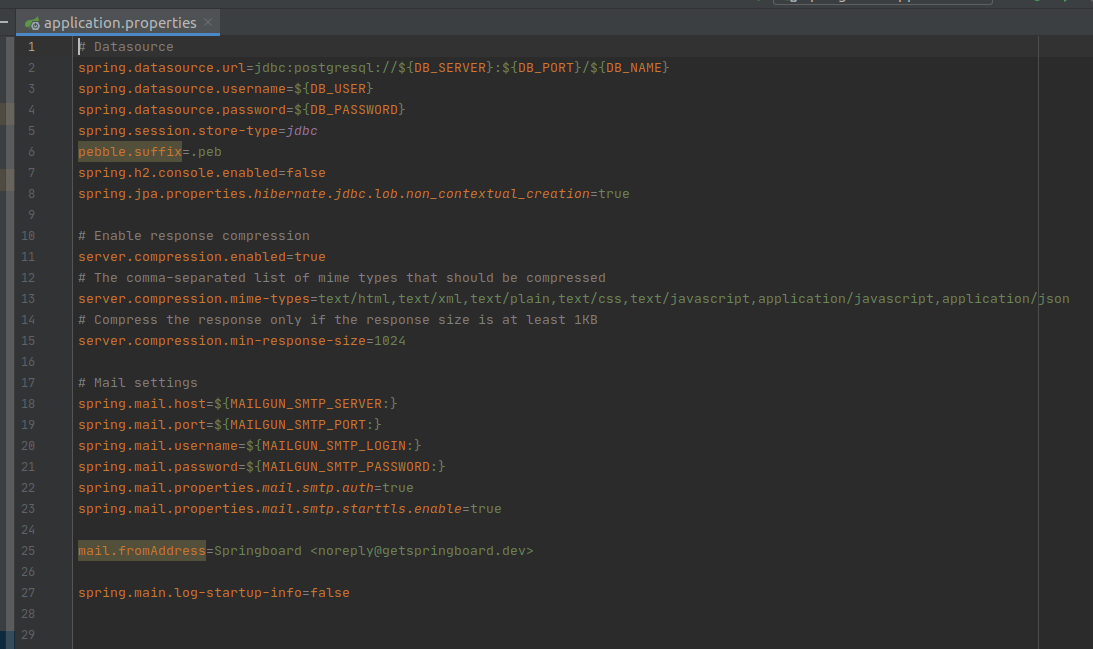 application.properties
1 # Datasource
2 spring.datasource.url=jdbc:postgresql://${DB_SERVER}:${DB_PORT}/${DB_NAME}
3 spring.datasource.username=${DB_USER}
4 spring.datasource.password=${DB_PASSWORD}
5 spring.session.store-type=jdbc
6 pebble.suffix=.peb
7 spring.h2.console.enabled=false
8 spring.jpa.properties.hibernate.jdbc.lob.non_contextual_creation=true
9
10 # Enable response compression
11 server.compression.enabled=true
12 # The comma-separated list of mime types that should be compressed
13 server.compression.mime-types=text/html,text/xml,text/plain,text/css,text/javascript,application/javascript,application/json
14 # Compress the response only if the response size is at least 1KB
15 server.compression.min-response-size=1024
16
17 # Mail settings
18 spring.mail.host=${MAILGUN_SMTP_SERVER:}
19 spring.mail.port=${MAILGUN_SMTP_PORT:}
20 spring.mail.username=${MAILGUN_SMTP_LOGIN:}
21 spring.mail.password=${MAILGUN_SMTP_PASSWORD:}
22 spring.mail.properties.mail.smtp.auth=true
23 spring.mail.properties.mail.smtp.starttls.enable=true
24
25 mail.fromAddress=Springboard <noreply@getspringboard.dev>
26
27 spring.main.log-startup-info=false
28
29